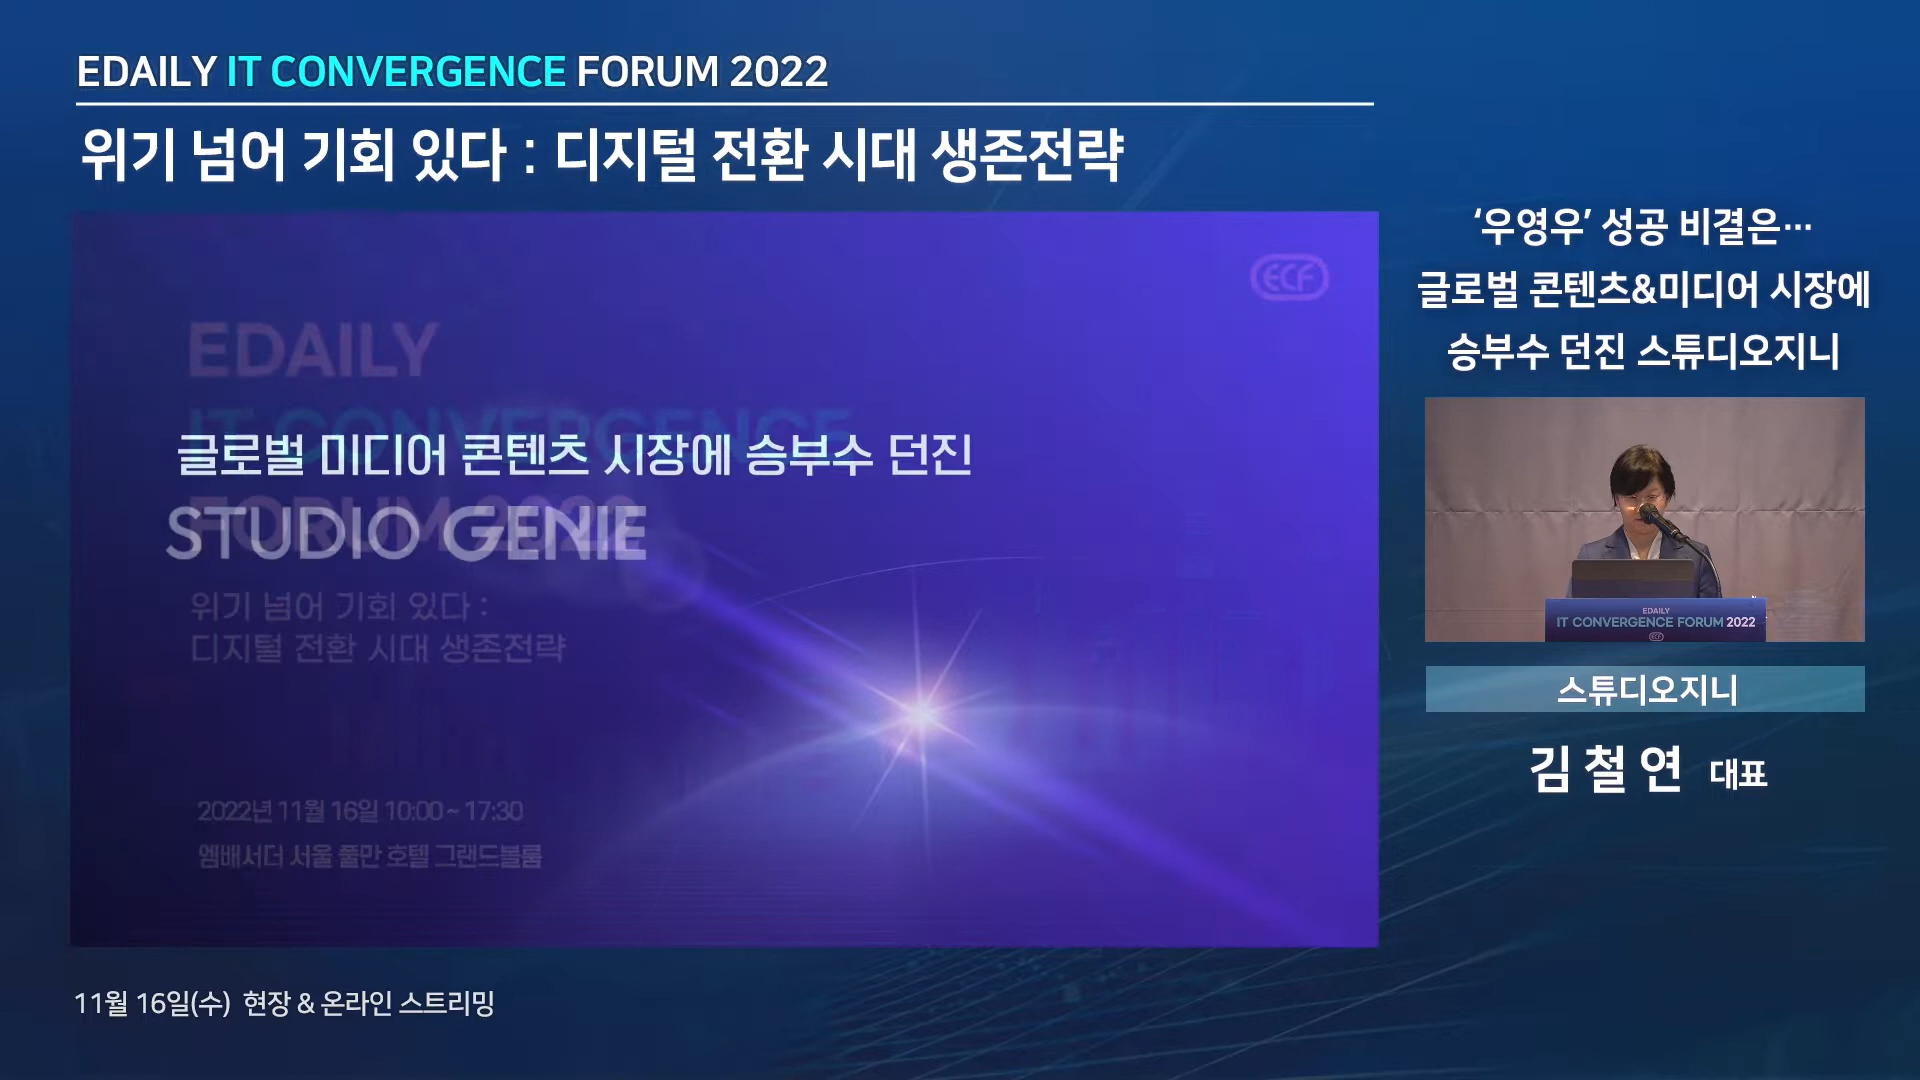 EDAILY IT CONVERGENCE FORUM 2022
위기 넘어 기회 있다 : 디지털 전환 시대 생존전략
ECF
EDAILY
IT CONVERGENCE
글로벌 미디어 콘텐츠 시장에 승부수 던진
FORUM 2022
STUDIO GENIE
위기 넘어 기회 있다 :
디지털 전환 시대 생존전략
2022년 11월 16일 10:00 ~ 17:30
엠배서더 서울 풀만 호텔 그랜드볼룸
‘우영우’ 성공 비결은…
글로벌 콘텐츠&미디어 시장에
승부수 던진 스튜디오지니
EDAILY
IT CONVERGENCE FORUM 2022
ECF
스튜디오지니
김철연 대표
11월 16일(수) 현장 & 온라인 스트리밍